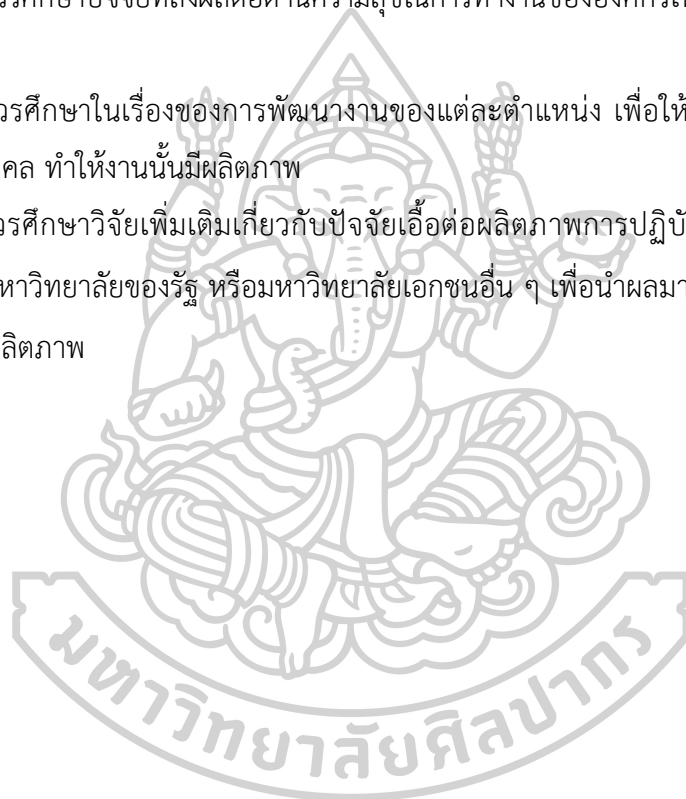 ศึกษาปัจจัยที่ส่งผลต่อด้านความสุขในการทำงานขององค์กร
วรศึกษาในเรื่องของการพัฒนางานของแต่ละตำแหน่ง เพื่อให้
คล ทำให้งานนั้นมีผลิตภาพ
วรศึกษาวิจัยเพิ่มเติมเกี่ยวกับปัจจัยเอื้อต่อผลิตภาพการปฏิบั
หาวิทยาลัยของรัฐ หรือมหาวิทยาลัยเอกชนอื่น ๆ เพื่อนำผลมา
ลิตภาพ
มหาวิทยาลัยศิลปากร